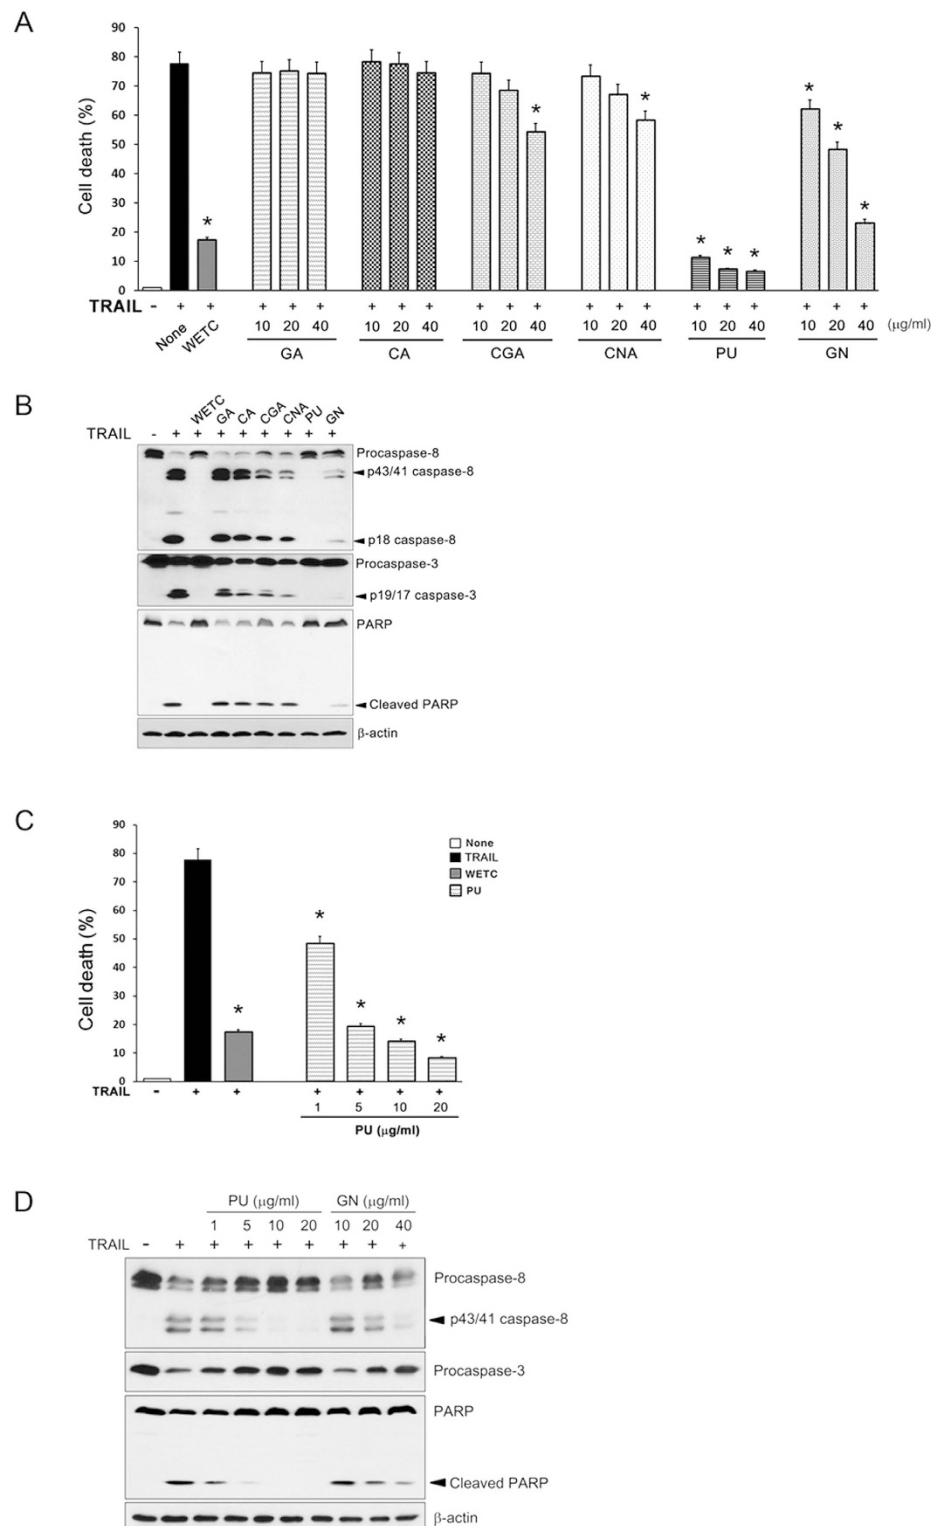 A
90
80
70
60
50
40
30
20
10
0
Cell death (%)
* * * * * * * * * *
*
TRAIL - + + + + + + + + + + + + + + + + + + + +
None WETC 10 20 40 10 20 40 10 20 40 10 20 40 10 20 40 10 20 40 (μg/ml)
GA CA CGA CNA PU GN
B
WETC GA CA CGA CNA PU GN
TRAIL - + + + + + + + +
Procaspase-8
p43/41 caspase-8
p18 caspase-8
Procaspase-3
p19/17 caspase-3
PARP
Cleaved PARP
β-actin
C
90
80
70
60
50
40
30
20
10
0
Cell death (%)
None
TRAIL
WETC
PU
* * * * *
TRAIL - + + + + + +
1 5 10 20
PU (μg/ml)
D
PU (μg/ml) GN (μg/ml)
1 5 10 20 10 20 40
TRAIL - + + + + + + + +
Procaspase-8
p43/41 caspase-8
Procaspase-3
PARP
Cleaved PARP
β-actin